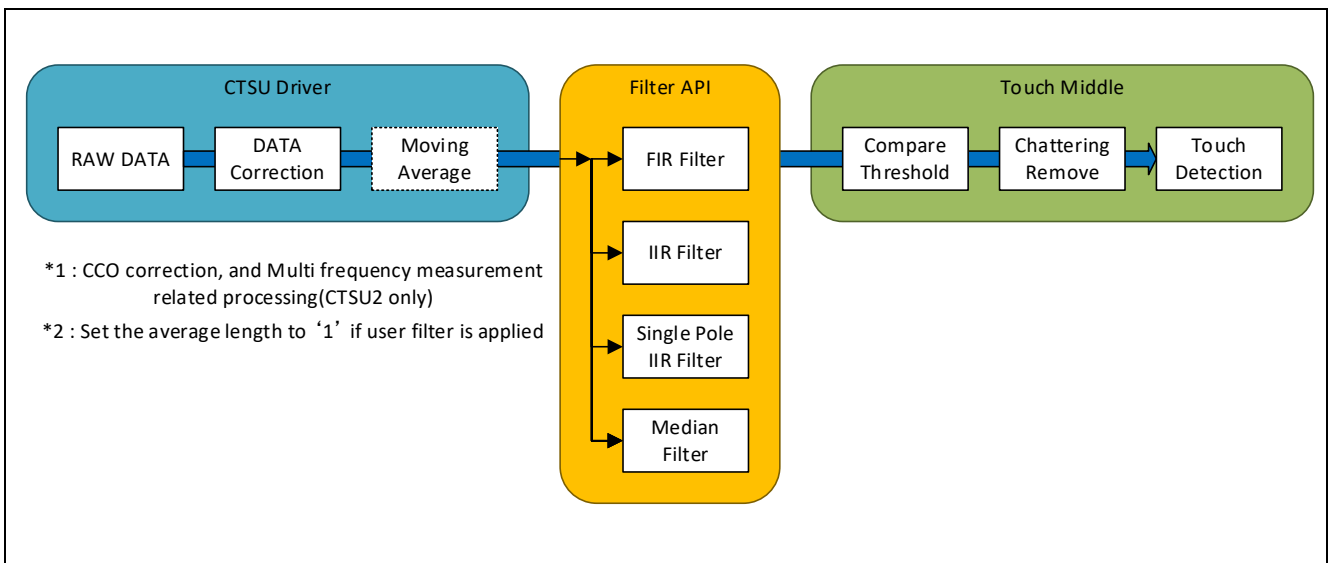 CTSU Driver
RAW DATA
DATA
Correction
Moving
Average
*1 : CCO correction, and Multi frequency measurement
related processing(CTSU2 only)
*2 : Set the average length to ‘1’ if user filter is applied
Filter API
FIR Filter
IIR Filter
Single Pole
IIR Filter
Median
Filter
Touch Middle
Compare
Threshold
Chattering
Remove
Touch
Detection